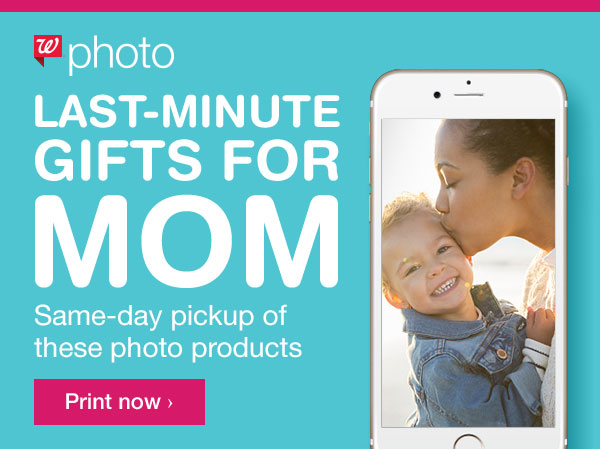 W photo
LAST-MINUTE
GIFTS FOR
MOM
Same-day pickup of
these photo products
Print now ›